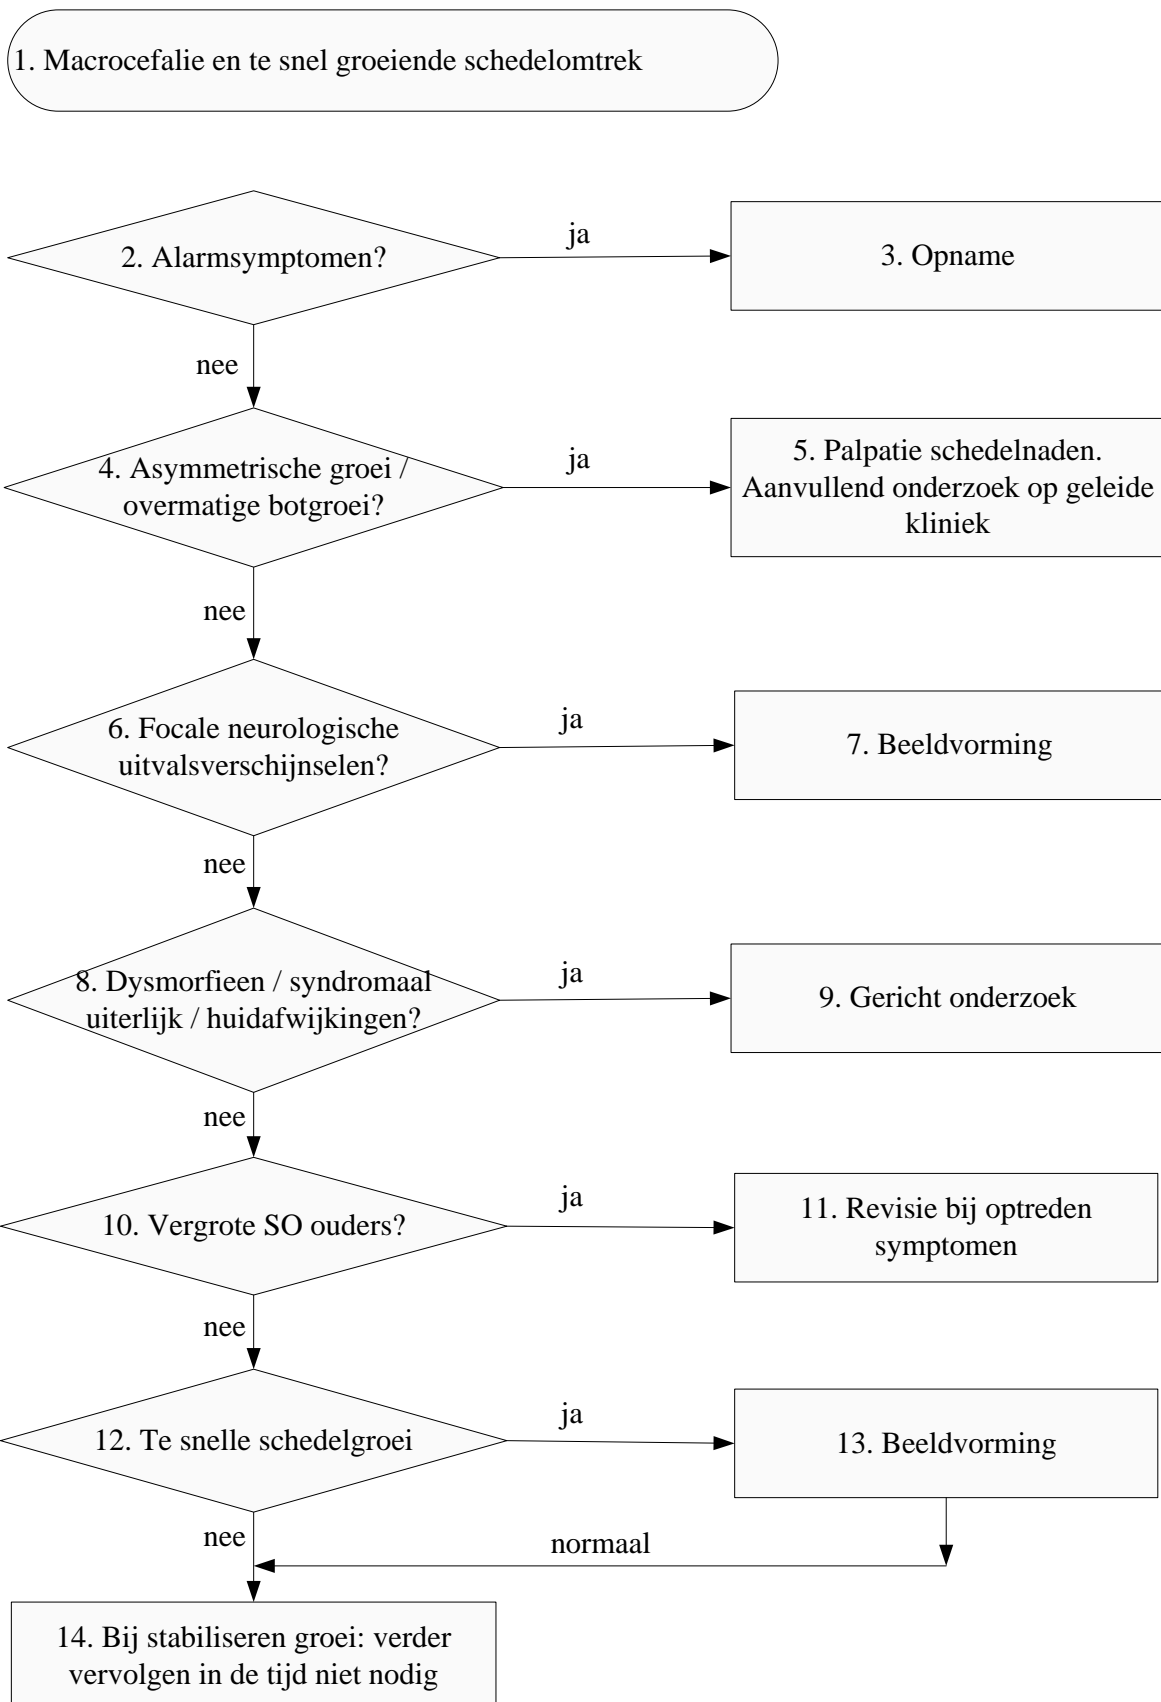 1. Macrocefalie en te snel groeiende schedelomtrek
2. Alarmsymptomen?
ja
3. Opname
nee
4. Asymmetrische groei /
overmatige botgroei?
ja
5. Palpatie schedelnaden.
Aanvullend onderzoek op geleide
kliniek
nee
6. Focale neurologische
uitvalsverschijnselen?
ja
7. Beeldvorming
nee
8. Dysmorfieen / syndromaal
uiterlijk / huidafwijkingen?
ja
9. Gericht onderzoek
nee
10. Vergrote SO ouders?
ja
11. Revisie bij optreden
symptomen
nee
12. Te snelle schedelgroei
ja
13. Beeldvorming
nee
normaal
14. Bij stabiliseren groei: verder
vervolgen in de tijd niet nodig